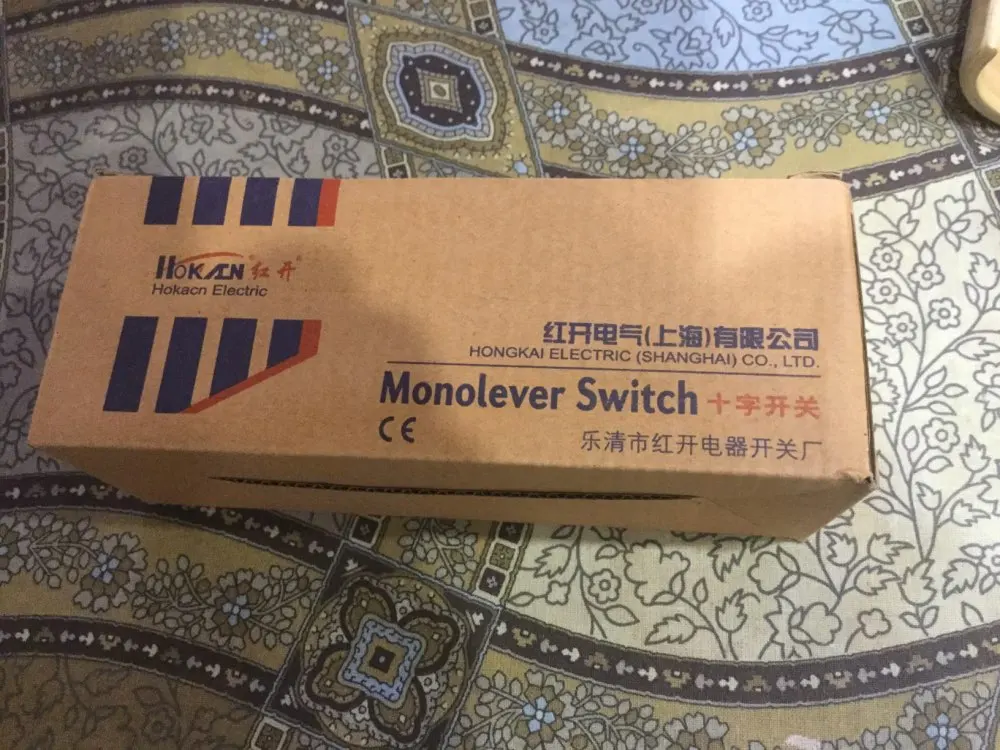 HOKACN®红开®
Hokacn Electric
红开电气(上海)有限公司
HONGKAI ELECTRIC (SHANGHAI) CO., LTD.
Monolever Switch 十字开关
CE
乐清市红开电器开关厂